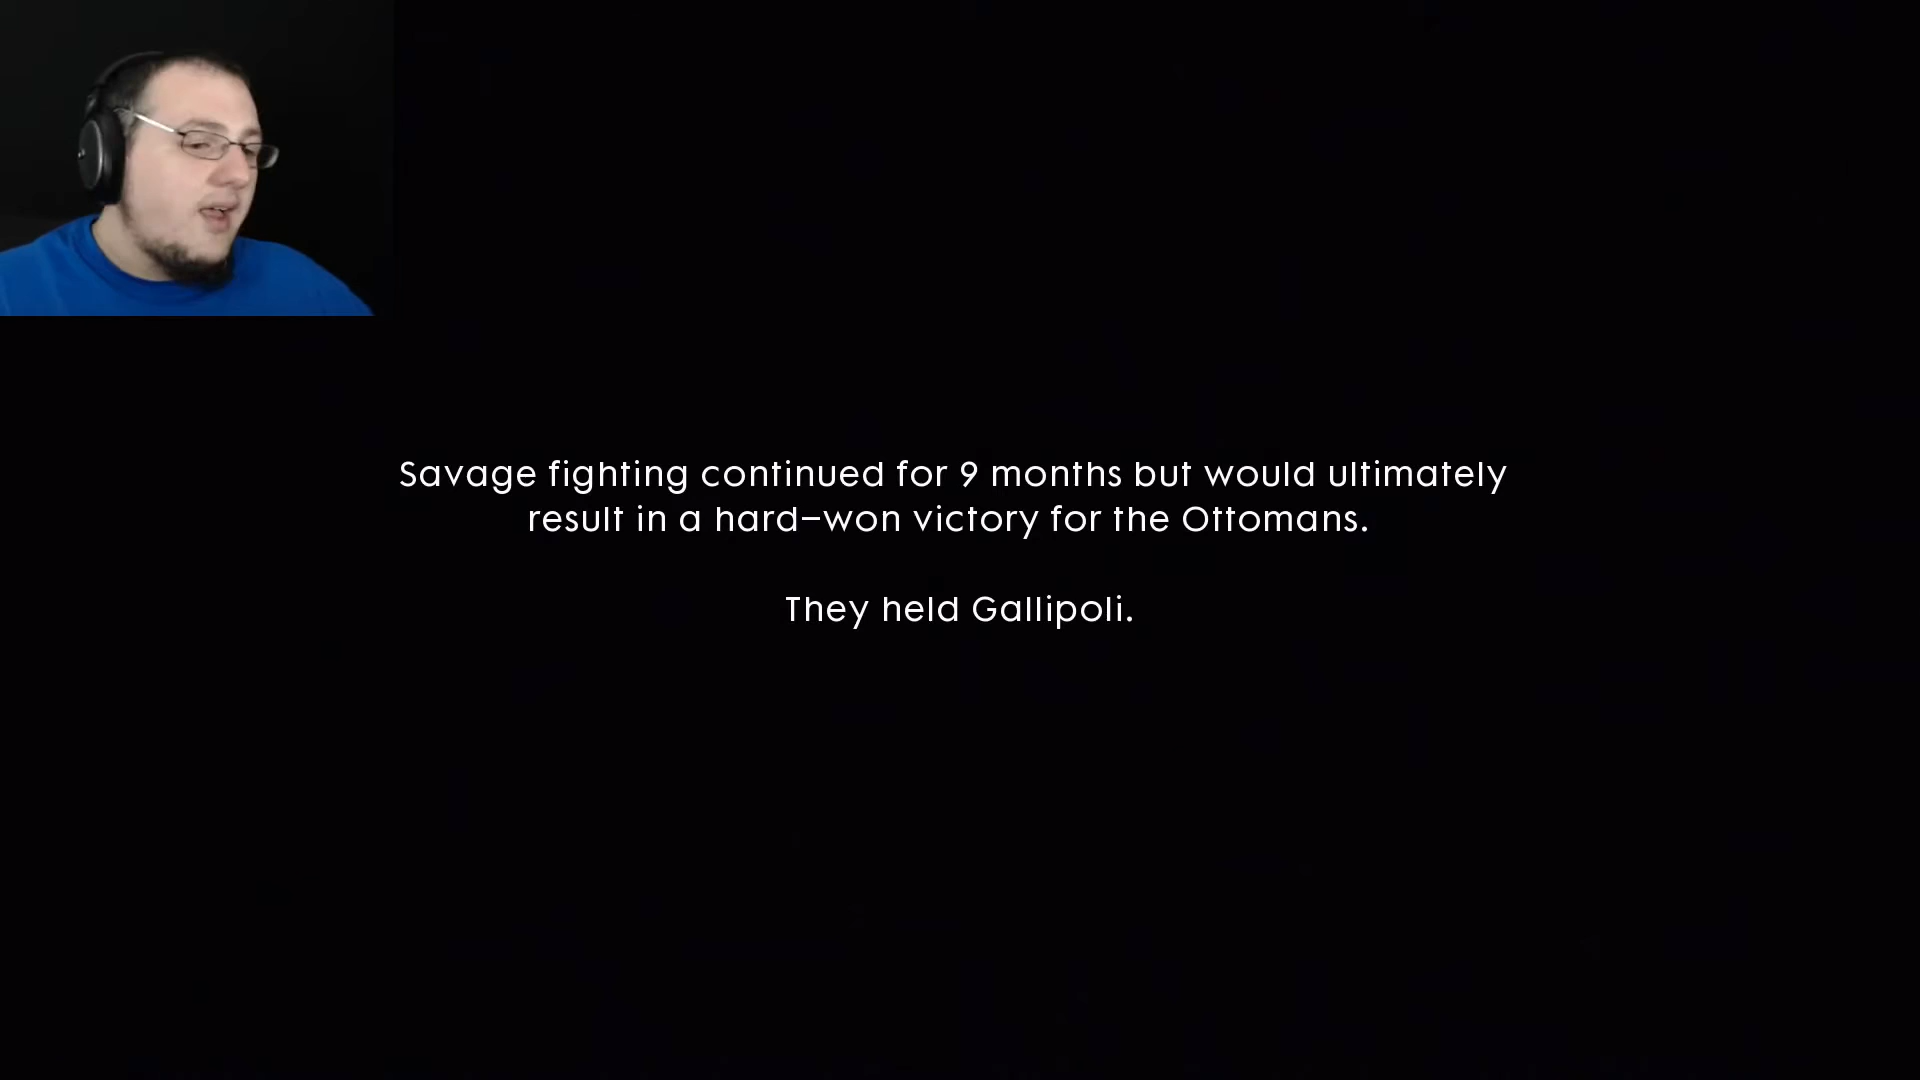 Savage fighting continued for 9 months but would ultimately
result in a hard–won victory for the Ottomans.
They held Gallipoli.